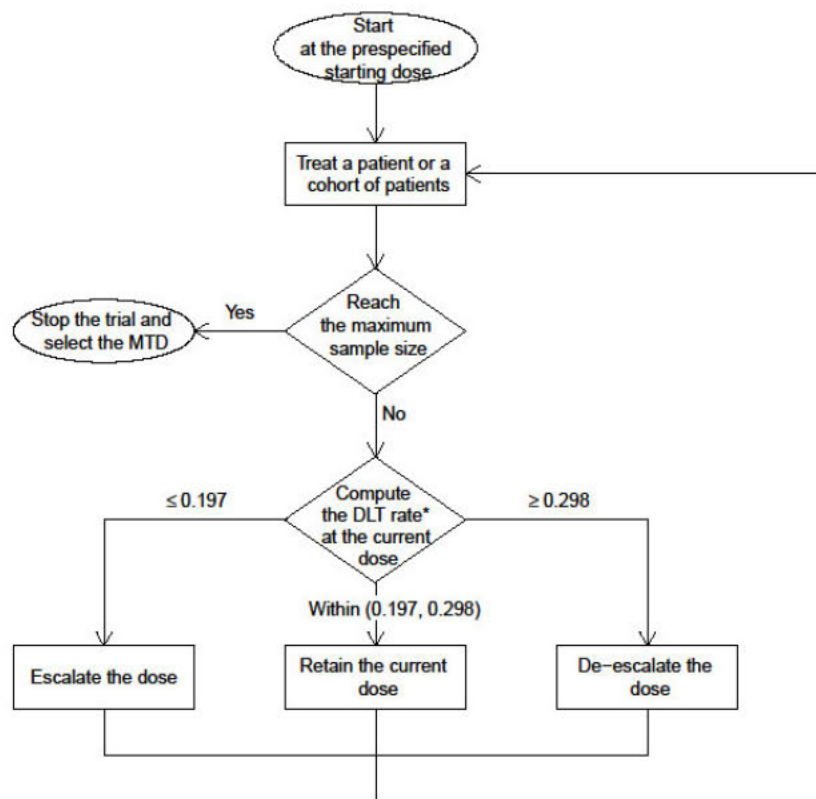 Start
at the prespecified
starting dose
Treat a patient or a
cohort of patients
Reach
the maximum
sample size
Yes
Stop the trial and
select the MTD
No
Compute
the DLT rate*
at the current
dose
≤ 0.197
≥ 0.298
Within (0.197, 0.298)
Escalate the dose
Retain the current
dose
De−escalate the
dose